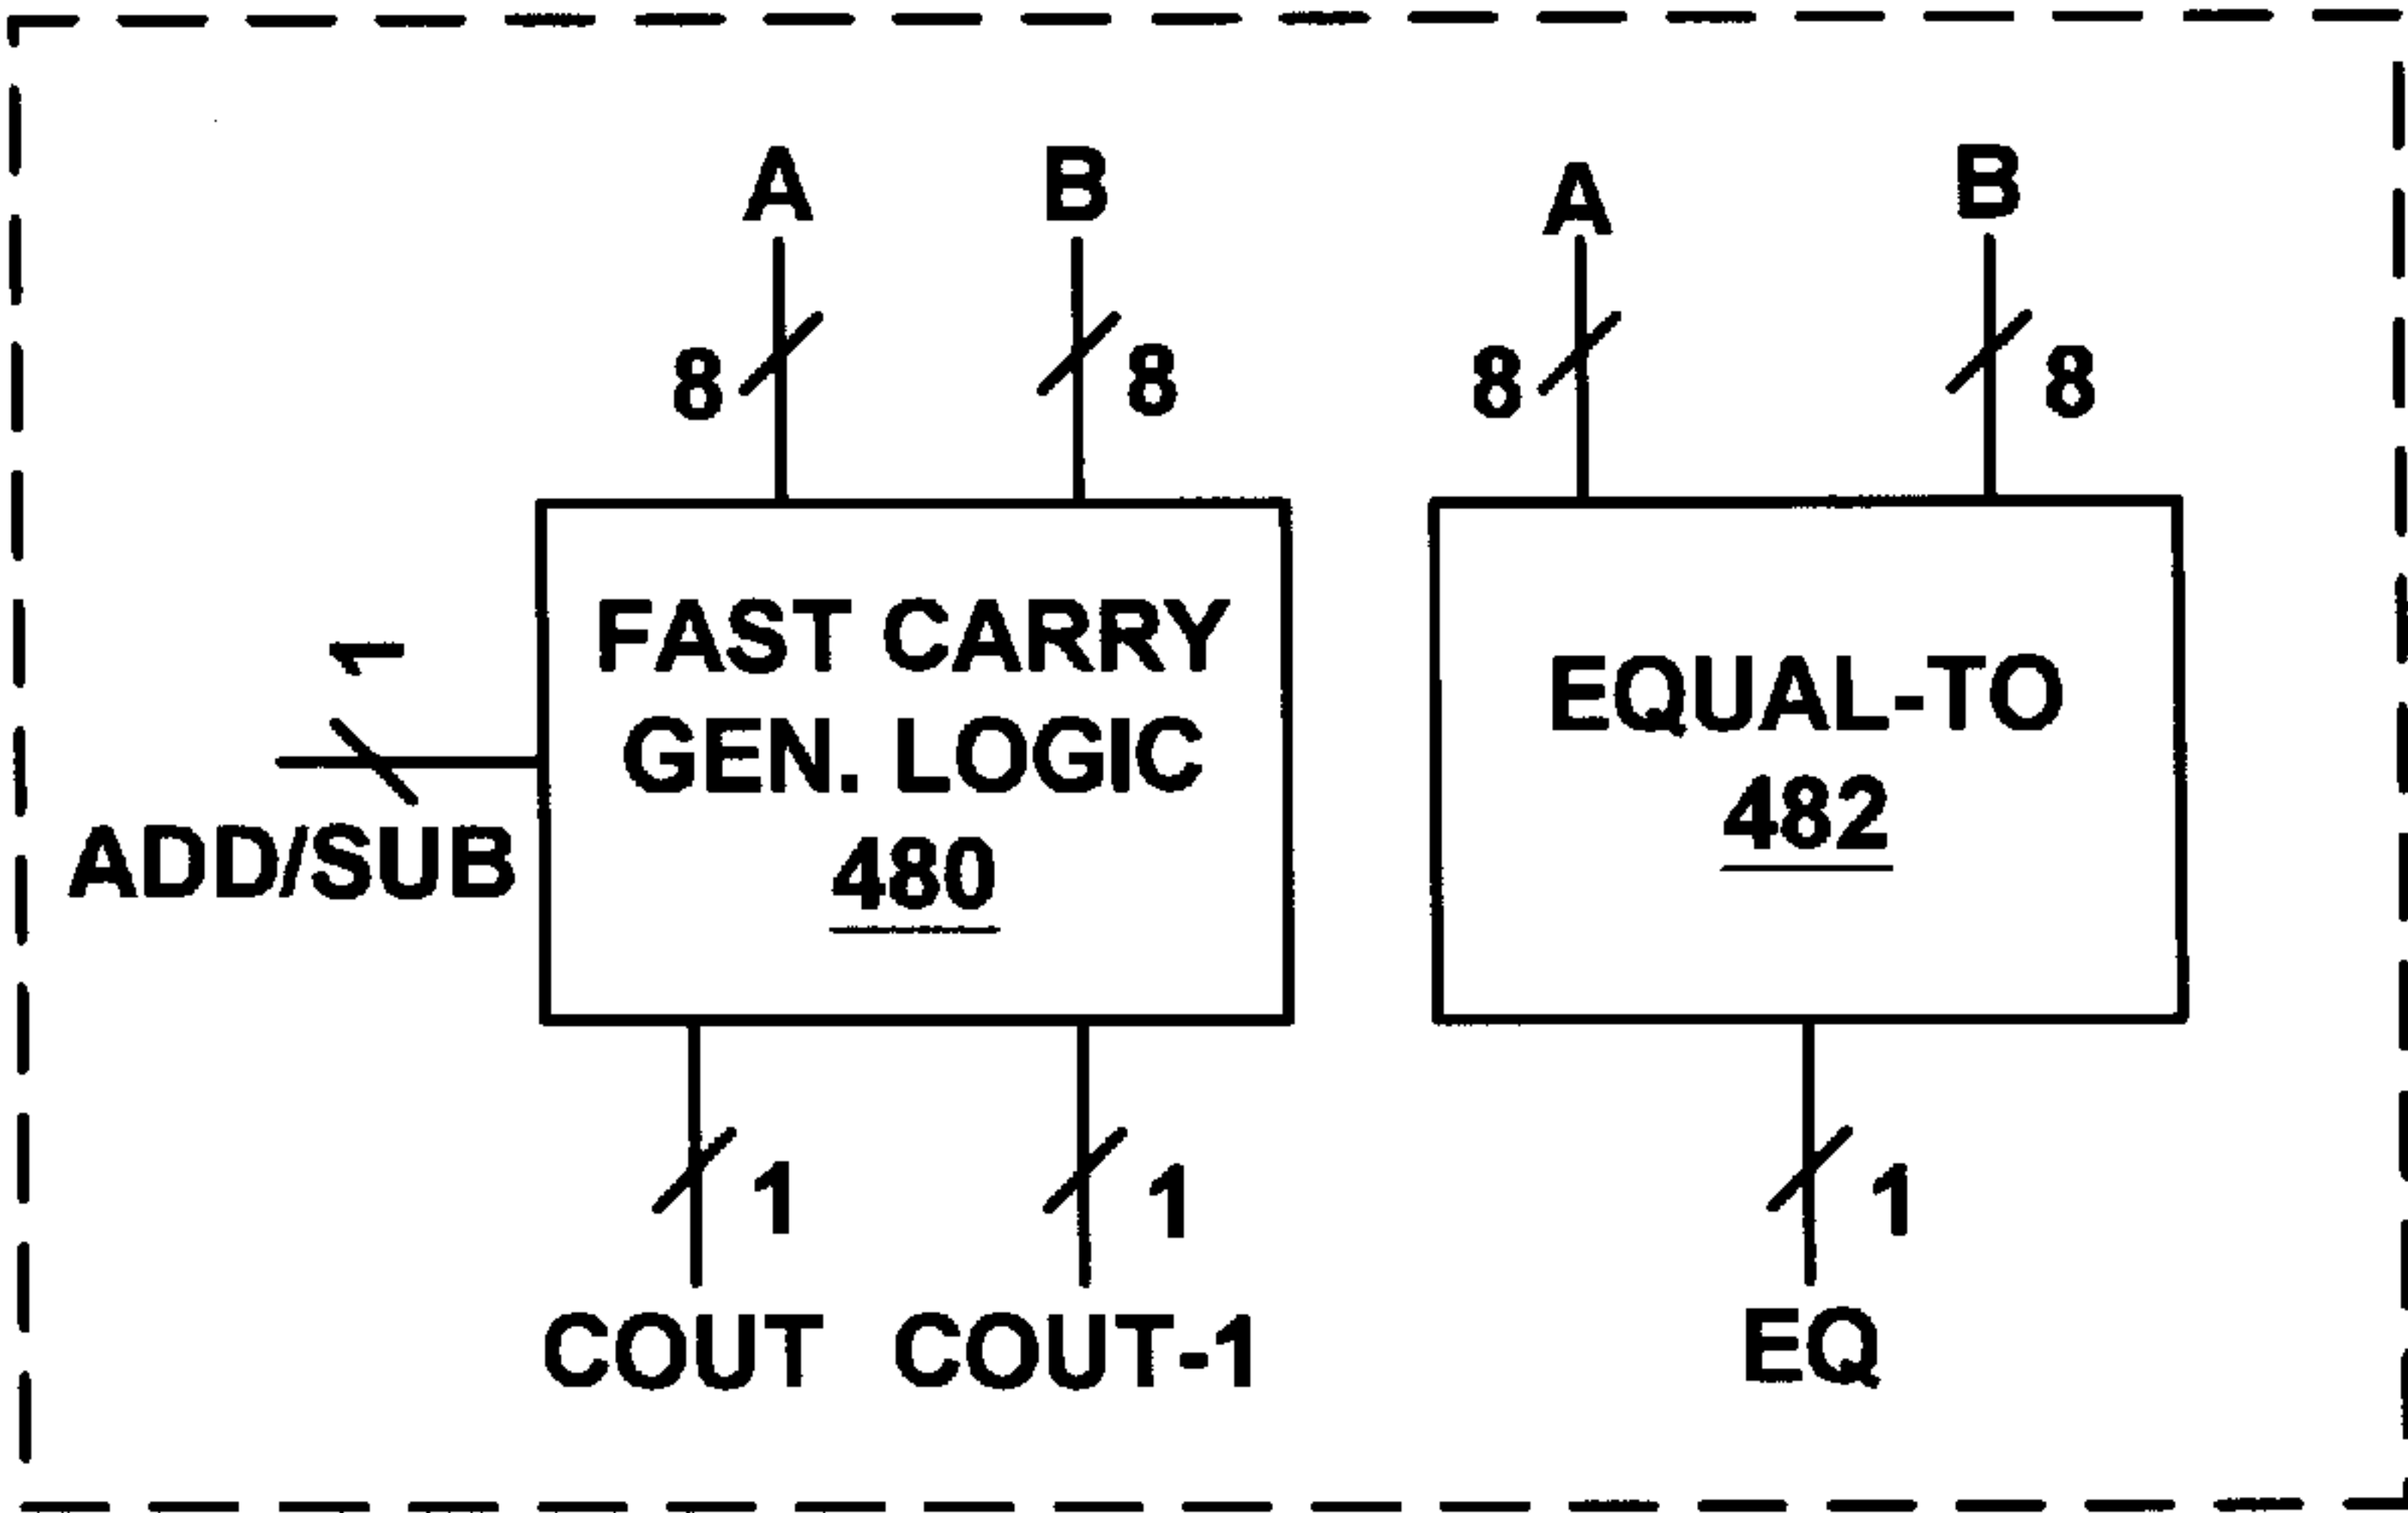 A B A B
8 8 8 8
FAST CARRY
GEN. LOGIC
480
EQUAL-TO
482
1
ADD/SUB
1 1 1
COUT COUT-1 EQ